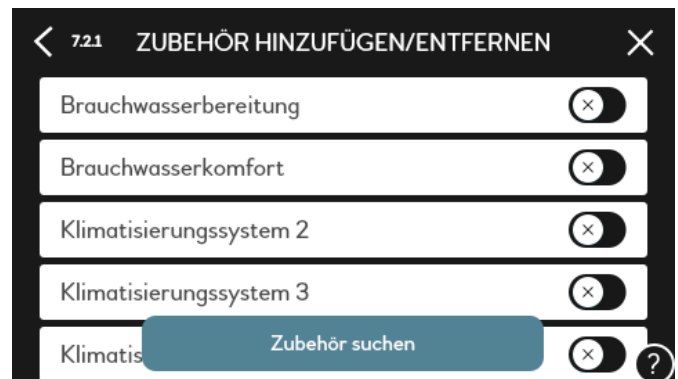 7.2.1 ZUBEHÖR HINZUFÜGEN/ENTFERNEN
Brauchwasserbereitung
Brauchwasserkomfort
Klimatisierungssystem 2
Klimatisierungssystem 3
Klimatis
Zubehör suchen
?